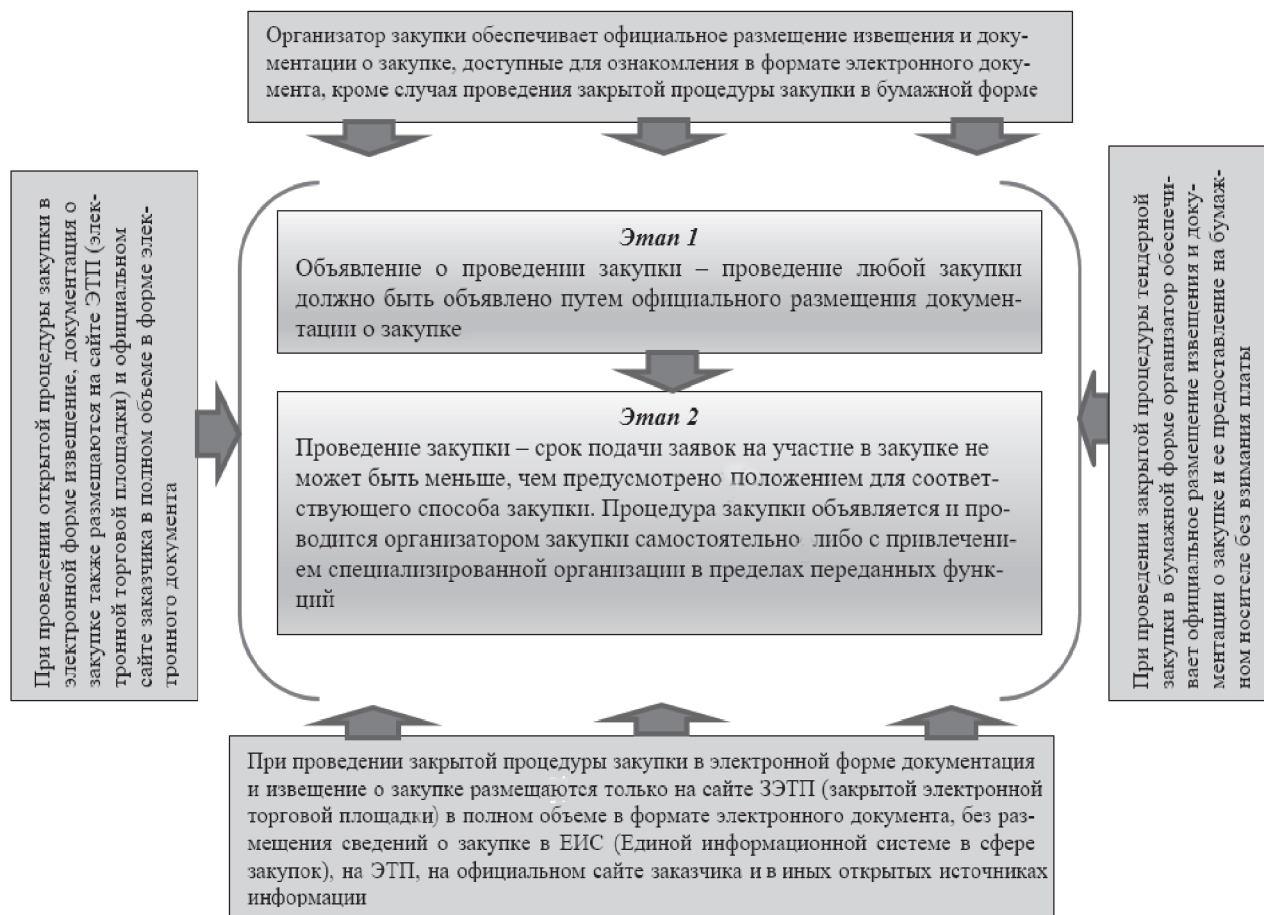 Организатор закупки обеспечивает официальное размещение извещения и доку-
ментации о закупке, доступные для ознакомления в формате электронного доку-
мента, кроме случая проведения закрытой процедуры закупки в бумажной форме
При проведении открытой процедуры закупки в
электронной форме извещение, документация о
закупке также размещаются на сайте ЭТП (элек-
тронной торговой площадки) и официальном
сайте заказчика в полном объеме в форме элек-
тронного документа
Этап 1
Объявление о проведении закупки – проведение любой закупки
должно быть объявлено путем официального размещения докумен-
тации о закупке
Этап 2
Проведение закупки – срок подачи заявок на участие в закупке не
может быть меньше, чем предусмотрено положением для соответ-
ствующего способа закупки. Процедура закупки объявляется и про-
водится организатором закупки самостоятельно либо с привлечени-
ем специализированной организации в пределах переданных функ-
ций
При проведении закрытой процедуры тендерной
закупки в бумажной форме организатор обеспечи-
вает официальное размещение извещения и доку-
ментации о закупке и ее предоставление на бумаж-
ном носителе без взимания платы
При проведении закрытой процедуры закупки в электронной форме документация
и извещение о закупке размещаются только на сайте ЗЭТП (закрытой электронной
торговой площадки) в полном объеме в формате электронного документа, без раз-
мещения сведений о закупке в ЕИС (Единой информационной системе в сфере
закупок), на ЭТП, на официальном сайте заказчика и в иных открытых источниках
информации